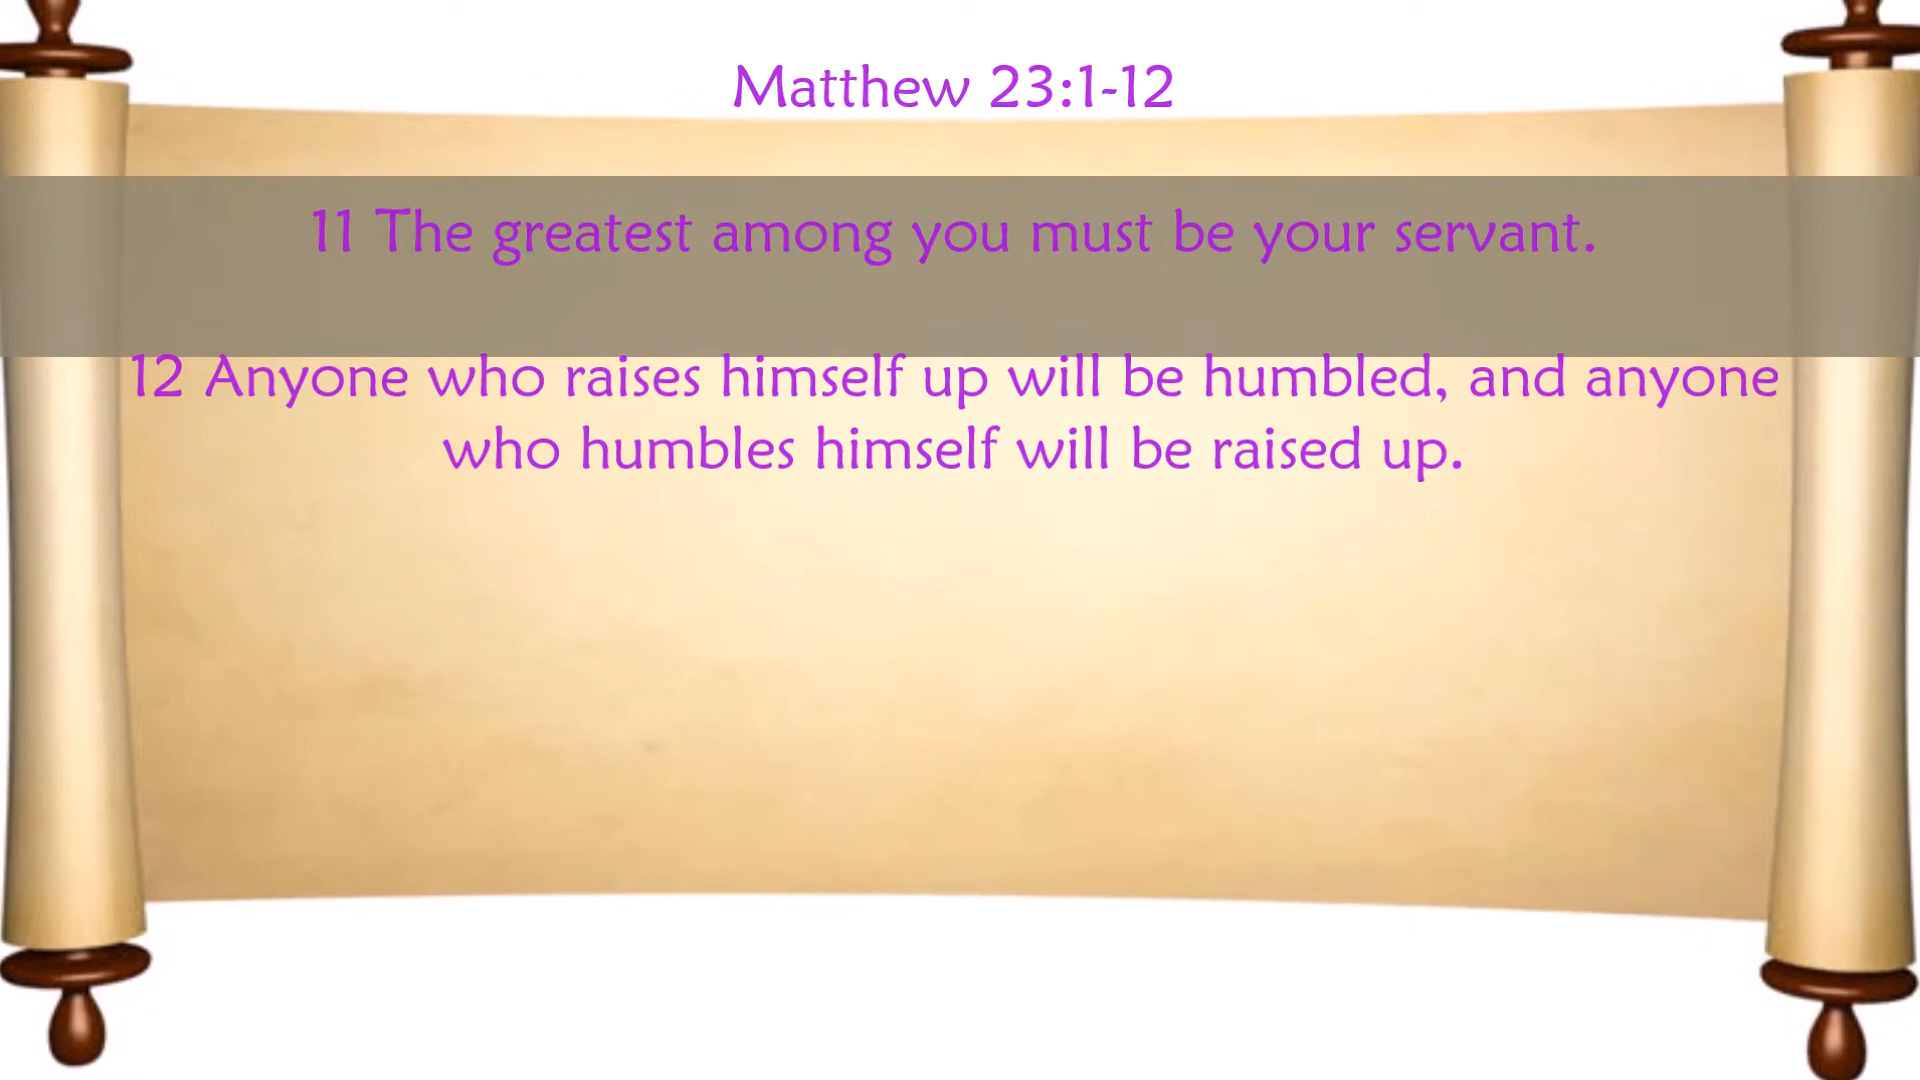 Matthew 23:1-12
11 The greatest among you must be your servant.
12 Anyone who raises himself up will be humbled, and anyone
who humbles himself will be raised up.